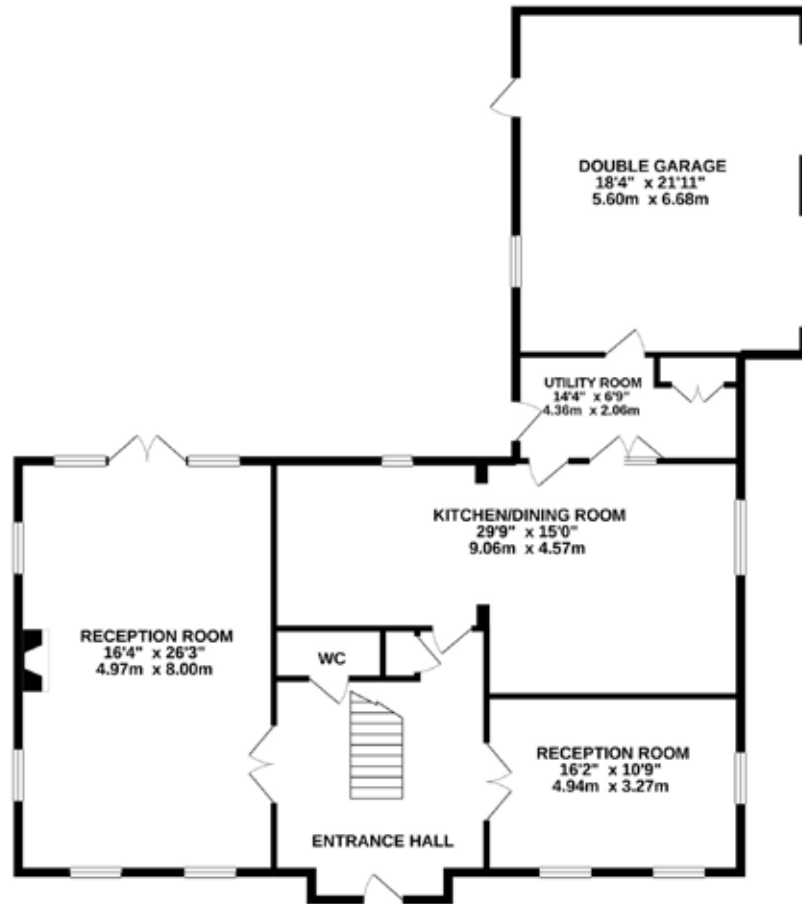 DOUBLE GARAGE
18'4" x 21'11"
5.60m x 6.68m
UTILITY ROOM
14'4" x 6'9"
4.36m x 2.06m
KITCHEN/DINING ROOM
29'9" x 15'0"
9.06m x 4.57m
RECEPTION ROOM
16'4" x 26'3"
4.97m x 8.00m
WC
RECEPTION ROOM
16'2" x 10'9"
4.94m x 3.27m
ENTRANCE HALL